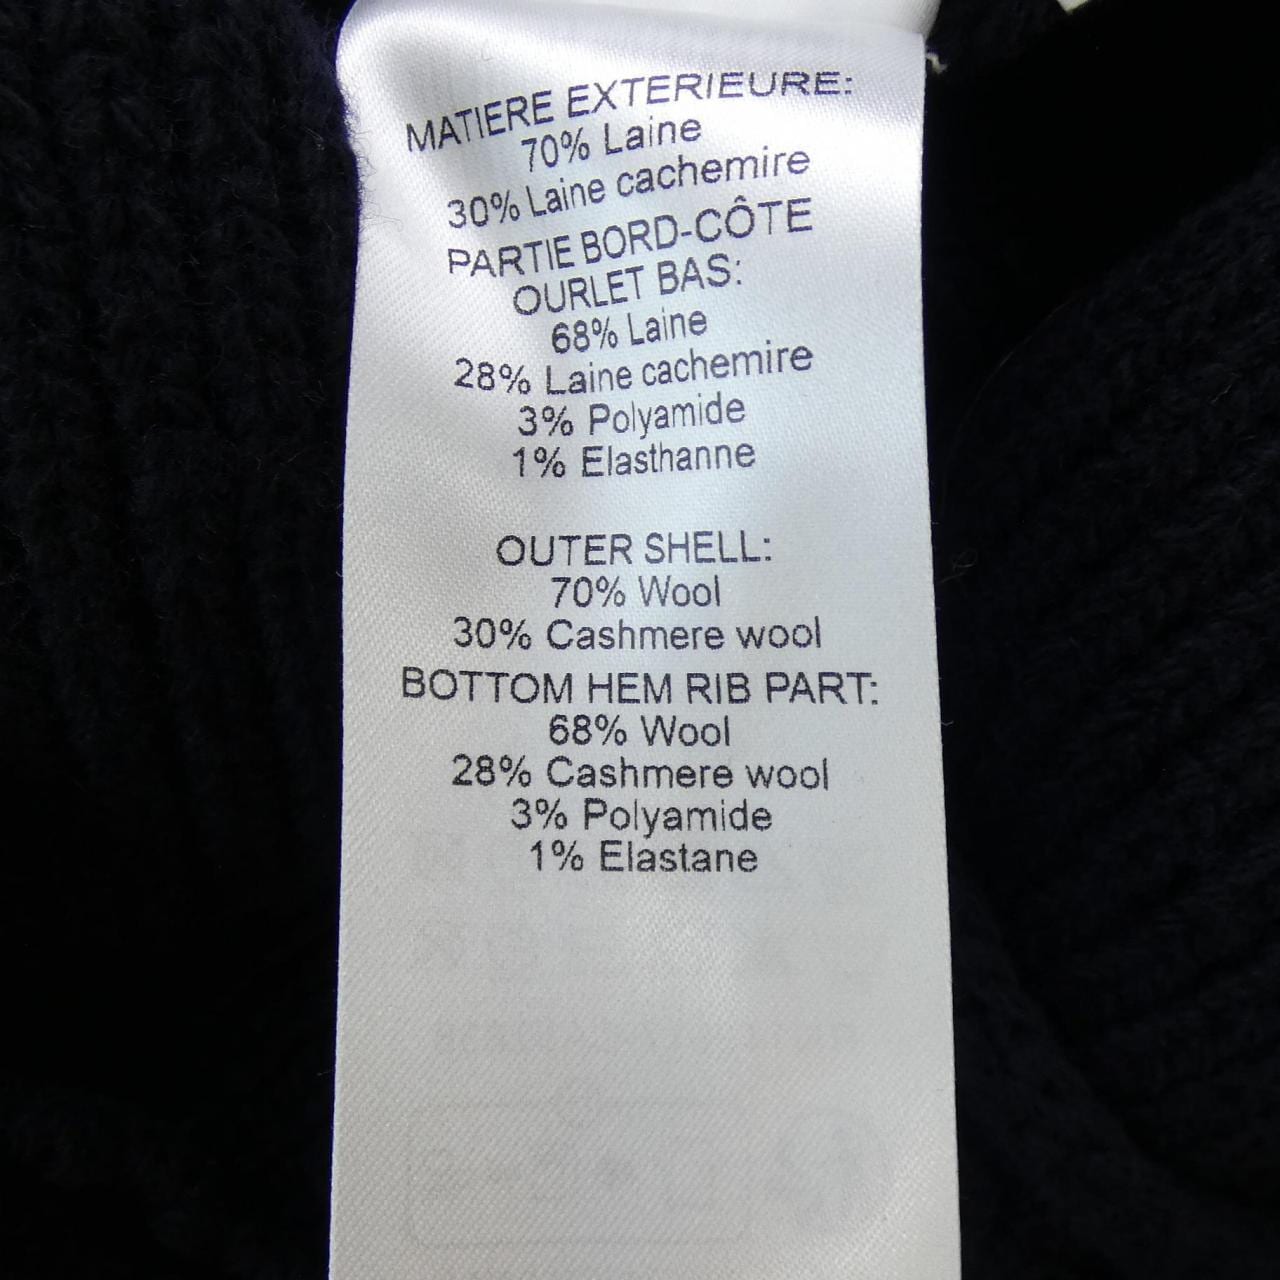 MATIERE EXTERIEURE:
70% Laine
30% Laine cachemire
PARTIE BORD-CÔTE
OURLET BAS:
68% Laine
28% Laine cachemire
3% Polyamide
1% Elasthanne
OUTER SHELL:
70% Wool
30% Cashmere wool
BOTTOM HEM RIB PART:
68% Wool
28% Cashmere wool
3% Polyamide
1% Elastane